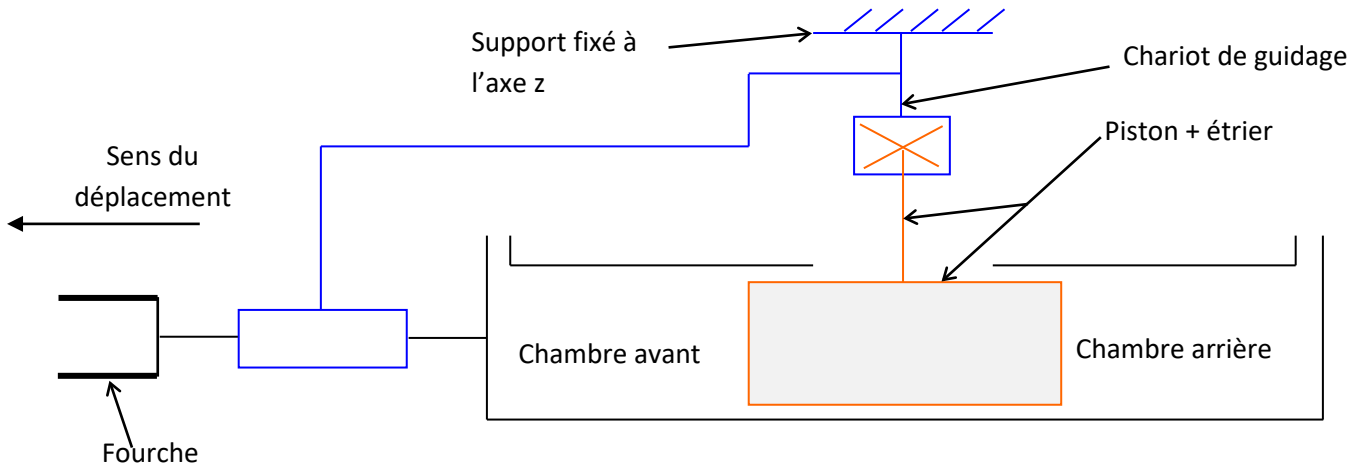 Support fixé à
l'axe z
Chariot de guidage
Piston + étrier
Sens du
déplacement
Chambre avant
Chambre arrière
Fourche